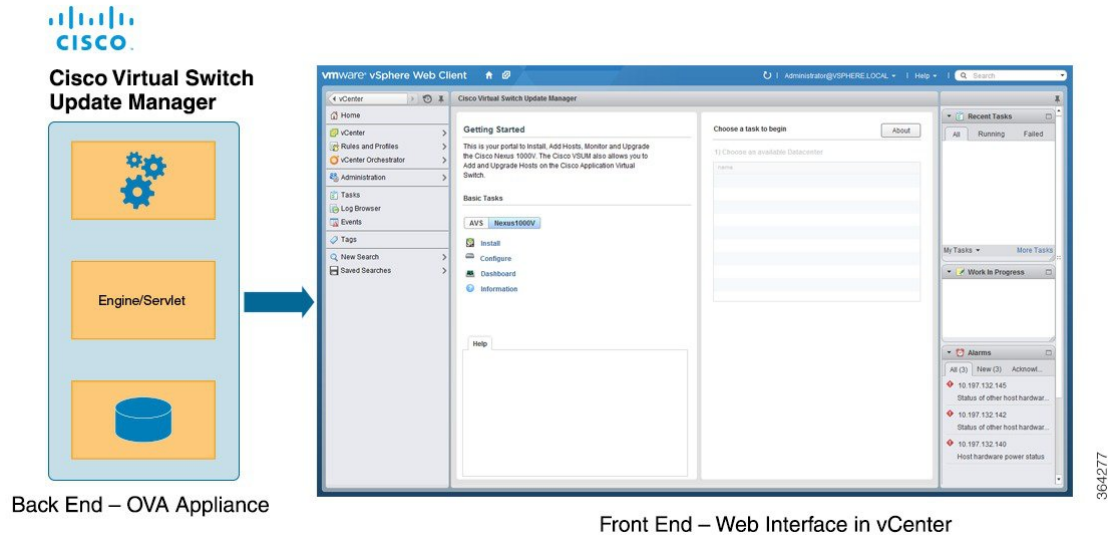 CISCO
Cisco Virtual Switch
Update Manager
Engine/Servlet
Back End – OVA Appliance
vmware® vSphere Web Client
Administrator@VSPHERE.LOCAL
Help
Search
vCenter
Home
vCenter
Rules and Profiles
vCenter Orchestrator
Administration
Tasks
Log Browser
Events
Tags
New Search
Saved Searches
Cisco Virtual Switch Update Manager
Getting Started
This is your portal to Install, Add Hosts, Monitor and Upgrade
the Cisco Nexus 1000V. The Cisco VSUM also allows you to
Add and Upgrade Hosts on the Cisco Application Virtual
Switch.
Basic Tasks
AVS Nexus1000V
Install
Configure
Dashboard
Information
Help
Choose a task to begin
About
1) Choose an available Datacenter
name
Recent Tasks
All Running Failed
My Tasks More Tasks
Work In Progress
Alarms
All (3) New (3) Acknowl...
10.197.132.145
Status of other host hardwar...
10.197.132.142
Status of other host hardwar...
10.197.132.140
Host hardware power status
Front End – Web Interface in vCenter
364277